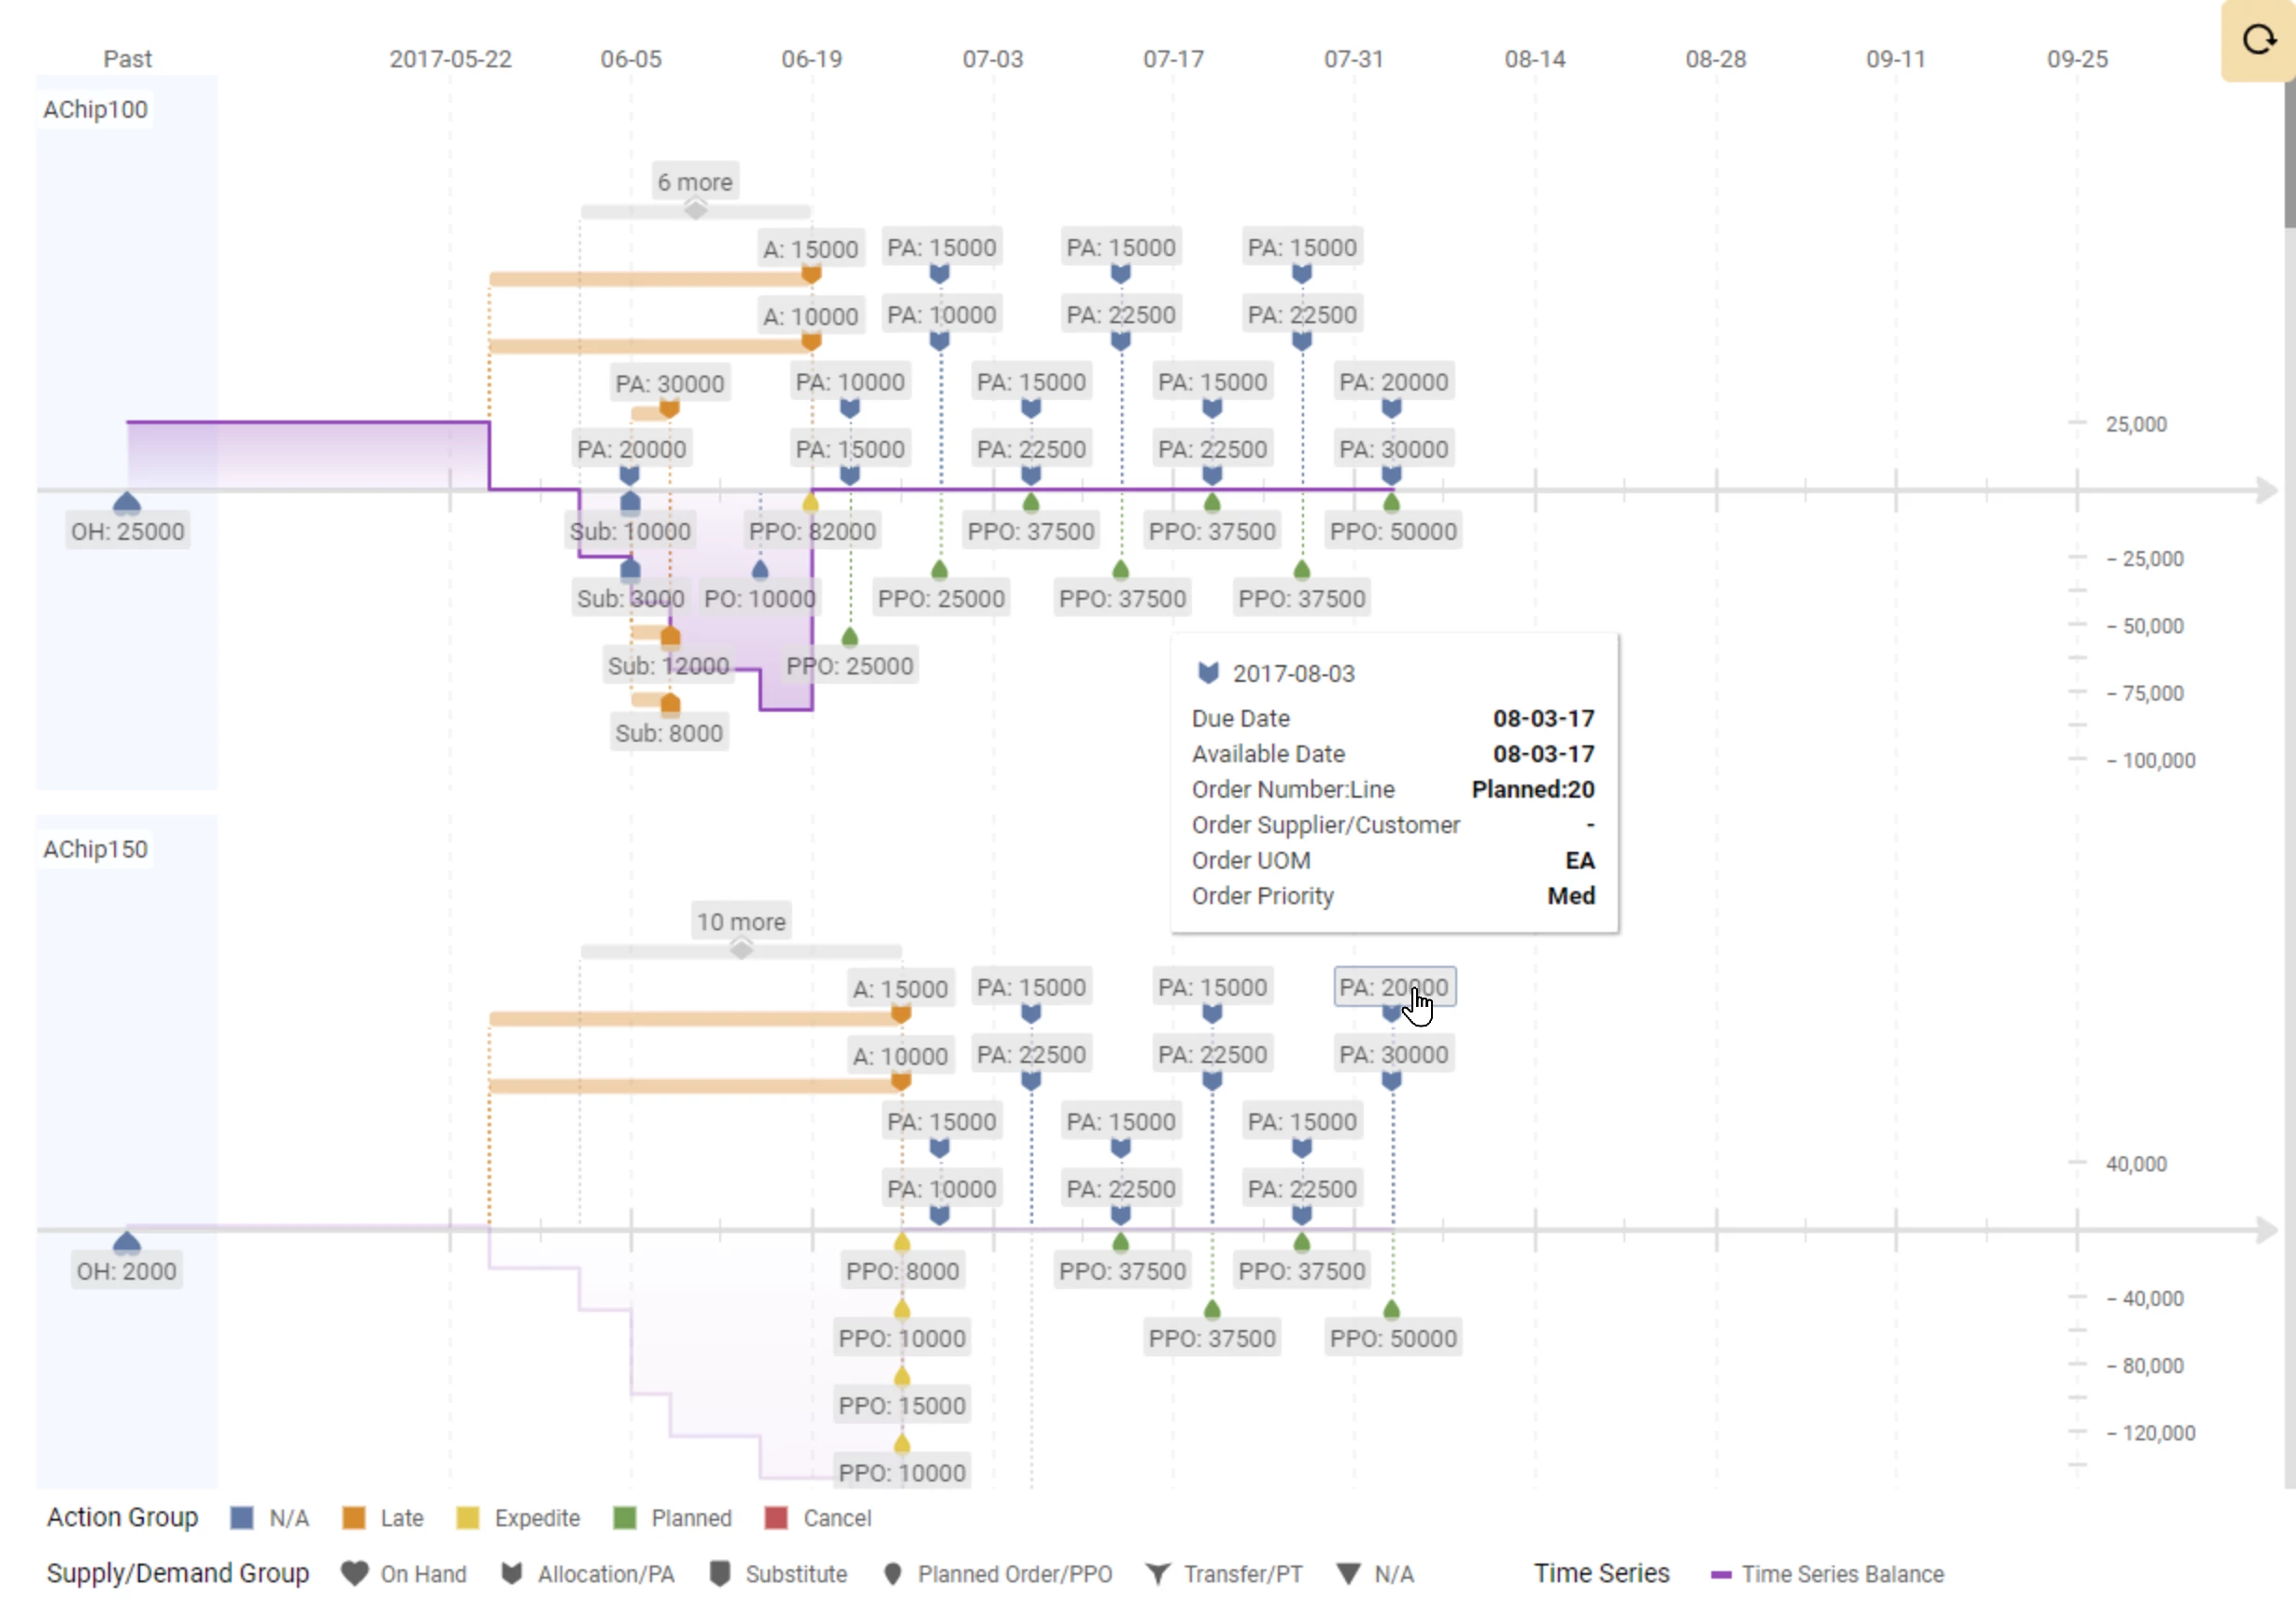 Past 2017-05-22 06-05 06-19 07-03 07-17 07-31 08-14 08-28 09-11 09-25
AChip100
6 more
A: 15000 PA: 15000 PA: 15000 PA: 15000
A: 10000 PA: 10000 PA: 22500 PA: 22500
PA: 30000 PA: 10000 PA: 15000 PA: 15000 PA: 20000
25,000
PA: 20000 PA: 15000 PA: 22500 PA: 22500 PA: 30000
OH: 25000 Sub: 10000 PPO: 82000 PPO: 37500 PPO: 37500 PPO: 50000
− 25,000
Sub: 3000 PO: 10000 PPO: 25000 PPO: 37500 PPO: 37500
− 50,000
Sub: 12000 PPO: 25000
− 75,000
Sub: 8000
− 100,000
2017-08-03
Due Date 08-03-17
Available Date 08-03-17
Order Number:Line Planned:20
Order Supplier/Customer -
Order UOM EA
Order Priority Med
AChip150
10 more
A: 15000 PA: 15000 PA: 15000 PA: 20000
A: 10000 PA: 22500 PA: 22500 PA: 30000
PA: 15000 PA: 15000 PA: 15000
40,000
PA: 10000 PA: 22500 PA: 22500
OH: 2000 PPO: 8000 PPO: 37500 PPO: 37500
− 40,000
PPO: 10000 PPO: 37500 PPO: 50000
− 80,000
PPO: 15000
− 120,000
PPO: 10000
Action Group N/A Late Expedite Planned Cancel
Supply/Demand Group On Hand Allocation/PA Substitute Planned Order/PPO Transfer/PT N/A Time Series Time Series Balance